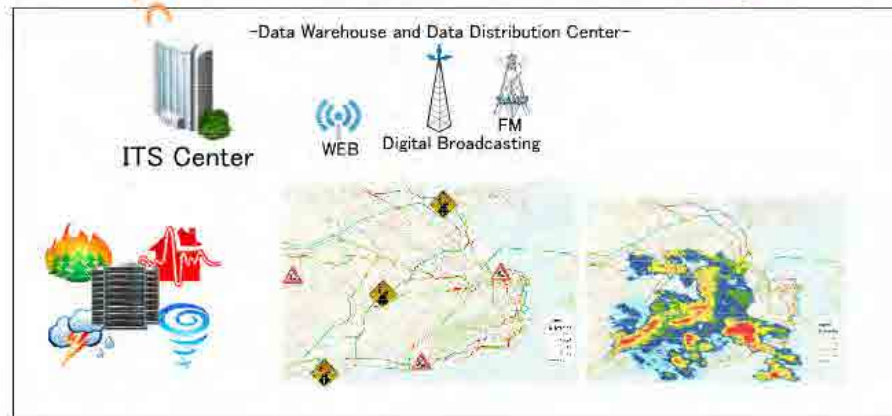 -Data Warehouse and Data Distribution Center-
ITS Center
WEB
Digital Broadcasting
FM